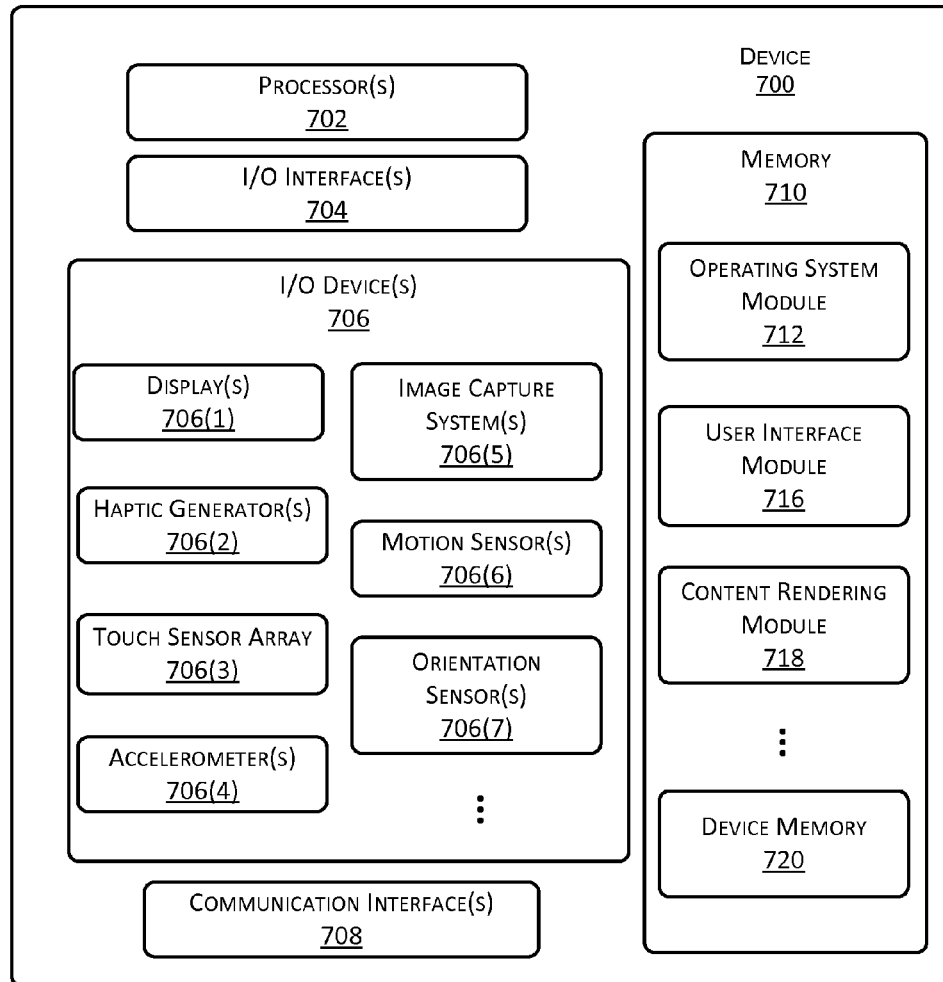 DEVICE
700
PROCESSOR(S)
702
I/O INTERFACE(S)
704
I/O DEVICE(S)
706
DISPLAY(S)
706(1)
HAPTIC GENERATOR(S)
706(2)
TOUCH SENSOR ARRAY
706(3)
ACCELEROMETER(S)
706(4)
IMAGE CAPTURE
SYSTEM(S)
706(5)
MOTION SENSOR(S)
706(6)
ORIENTATION
SENSOR(S)
706(7)
COMMUNICATION INTERFACE(S)
708
MEMORY
710
OPERATING SYSTEM
MODULE
712
USER INTERFACE
MODULE
716
CONTENT RENDERING
MODULE
718
DEVICE MEMORY
720